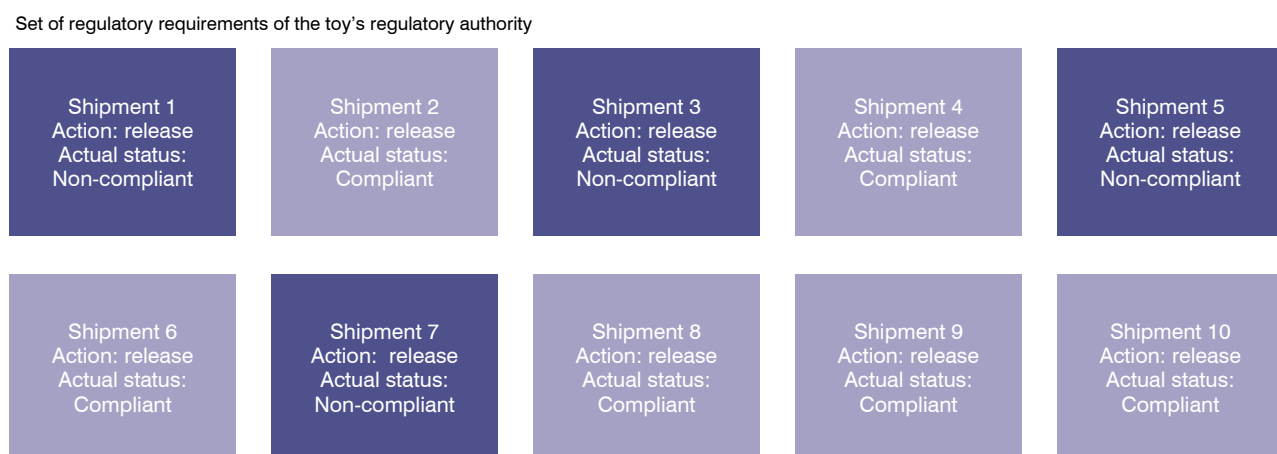 Set of regulatory requirements of the toy’s regulatory authority
Shipment 1
Action: release
Actual status:
Non-compliant
Shipment 2
Action: release
Actual status:
Compliant
Shipment 3
Action: release
Actual status:
Non-compliant
Shipment 4
Action: release
Actual status:
Compliant
Shipment 5
Action: release
Actual status:
Non-compliant
Shipment 6
Action: release
Actual status:
Compliant
Shipment 7
Action:  release
Actual status:
Non-compliant
Shipment 8
Action: release
Actual status:
Compliant
Shipment 9
Action: release
Actual status:
Compliant
Shipment 10
Action: release
Actual status:
Compliant